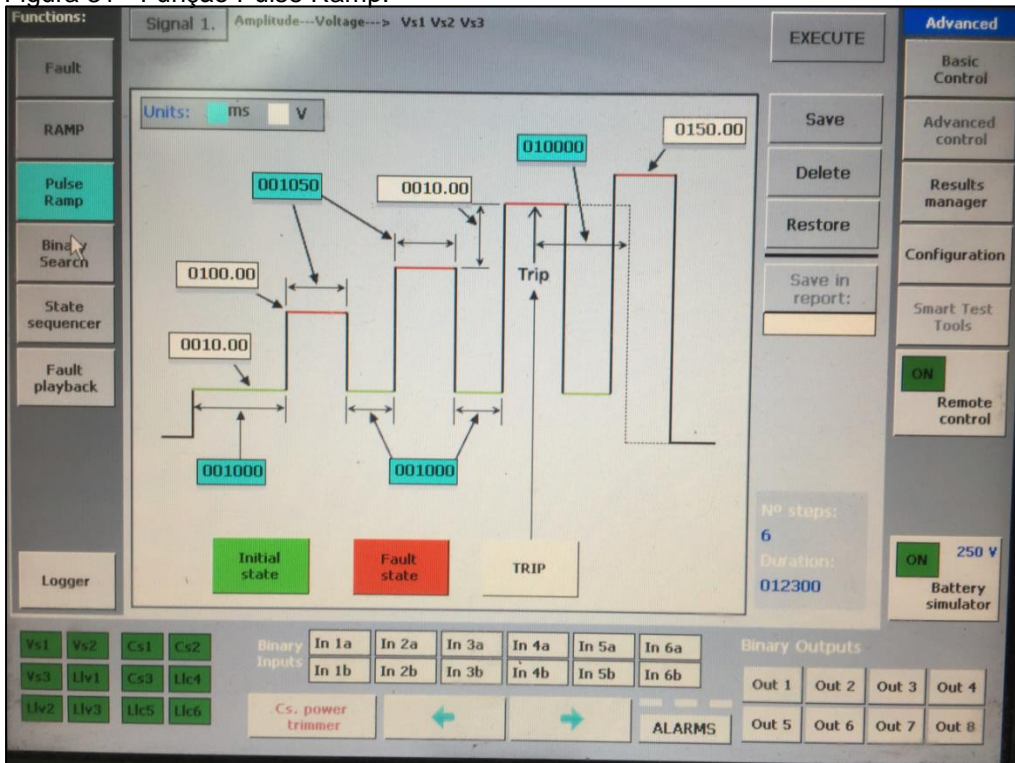 Figura 31 - Função Pulse Ramp.
Functions:
Signal 1.
Amplitude---Voltage---> Vs1 Vs2 Vs3
EXECUTE
Advanced
Fault
RAMP
Pulse
Ramp
Binary
Search
State
sequencer
Fault
playback
Logger
Units: ms V
0150.00
010000
001050
0010.00
0100.00
Trip
0010.00
001000
001000
Initial
state
Fault
state
TRIP
Save
Delete
Restore
Save in
report:
Nº steps:
6
Duration:
012300
Basic
Control
Advanced
control
Results
manager
Configuration
Smart Test
Tools
ON
Remote
control
ON 250 V
Battery
simulator
Vs1 Vs2 Cs1 Cs2
Vs3 Llv1 Cs3 Llc4
Llv2 Llv3 Llc5 Llc6
Binary
Inputs
In 1a In 2a In 3a In 4a In 5a In 6a
In 1b In 2b In 3b In 4b In 5b In 6b
Cs. power
trimmer
ALARMS
Binary Outputs
Out 1 Out 2 Out 3 Out 4
Out 5 Out 6 Out 7 Out 8